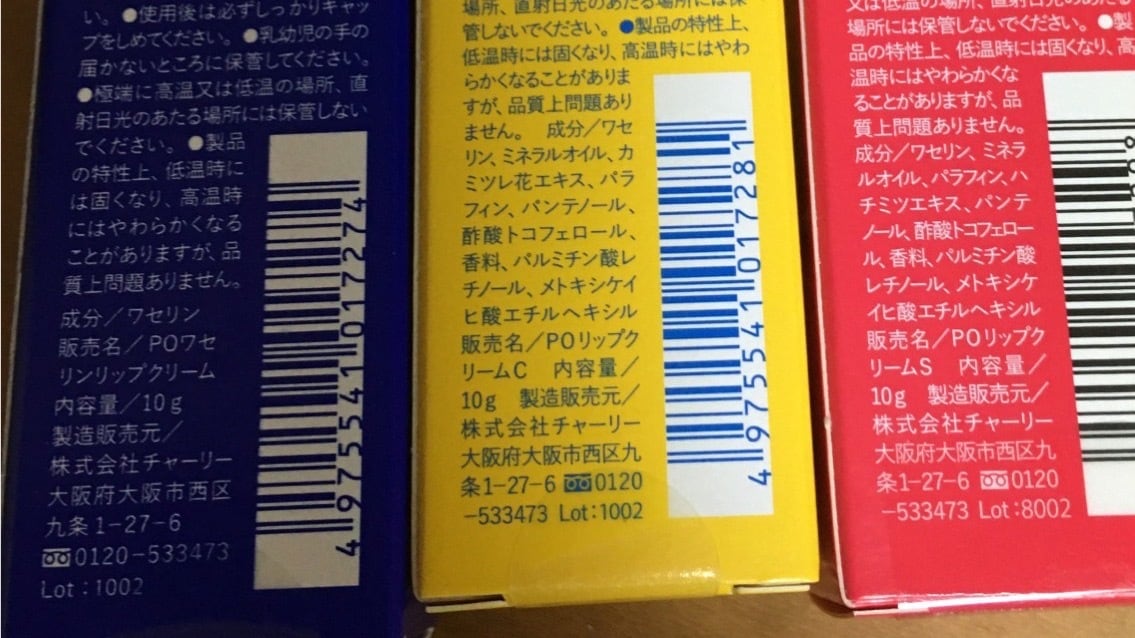 い。●使用後は必ずしっかりキャッ
プをしめてください。●乳幼児の手の
届かないところに保管してください。
●極端に高温又は低温の場所、直
射日光のあたる場所には保管しない
でください。●製品
の特性上、低温時に
は固くなり、高温時
にはやわらかくなる
ことがありますが、品
質上問題ありません。
成分／ワセリン
販売名／POワセ
リンリップクリーム
内容量／10g
製造販売元／
株式会社チャーリー
大阪府大阪市西区
九条1-27-6
0120-533473
Lot:1002
4975541017274
場所、直射日光のあたる場所には保
管しないでください。●製品の特性上、
低温時には固くなり、高温時にはやわ
らかくなることがありま
すが、品質上問題あり
ません。 成分／ワセ
リン、ミネラルオイル、カ
ミツレ花エキス、パラ
フィン、パンテノール、
酢酸トコフェロール、
香料、パルミチン酸レ
チノール、メトキシケイ
ヒ酸エチルヘキシル
販売名／POリップク
リームC 内容量／
10g 製造販売元／
株式会社チャーリー
大阪府大阪市西区九
条1-27-6 0120
-533473 Lot:1002
4975541017281
又は低温の場所、直射日光のあたる
場所には保管しないでください。●製
品の特性上、低温時には固くなり、高
温時にはやわらかくな
ることがありますが、品
質上問題ありません。
成分／ワセリン、ミネラ
ルオイル、パラフィン、ハ
チミツエキス、パンテ
ノール、酢酸トコフェロー
ル、香料、パルミチン酸
レチノール、メトキシケ
イヒ酸エチルヘキシル
販売名／POリップク
リームS 内容量／
10g 製造販売元／
株式会社チャーリー
大阪府大阪市西区九
条1-27-6 0120
-533473 Lot:8002